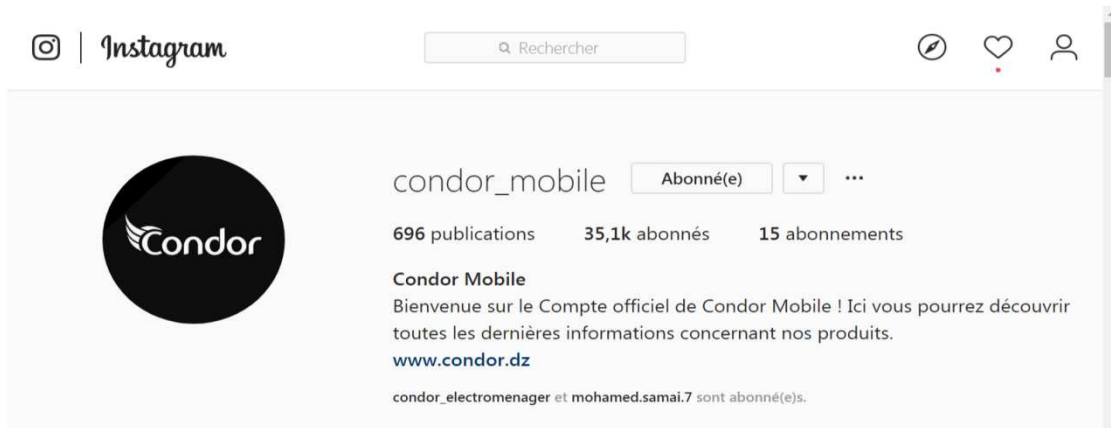 Instagram
Rechercher
Condor
condor_mobile Abonné(e) ...
696 publications 35,1k abonnés 15 abonnements
Condor Mobile
Bienvenue sur le Compte officiel de Condor Mobile ! Ici vous pourrez découvrir
toutes les dernières informations concernant nos produits.
www.condor.dz
condor_electromenager et mohamed.samai.7 sont abonné(e)s.